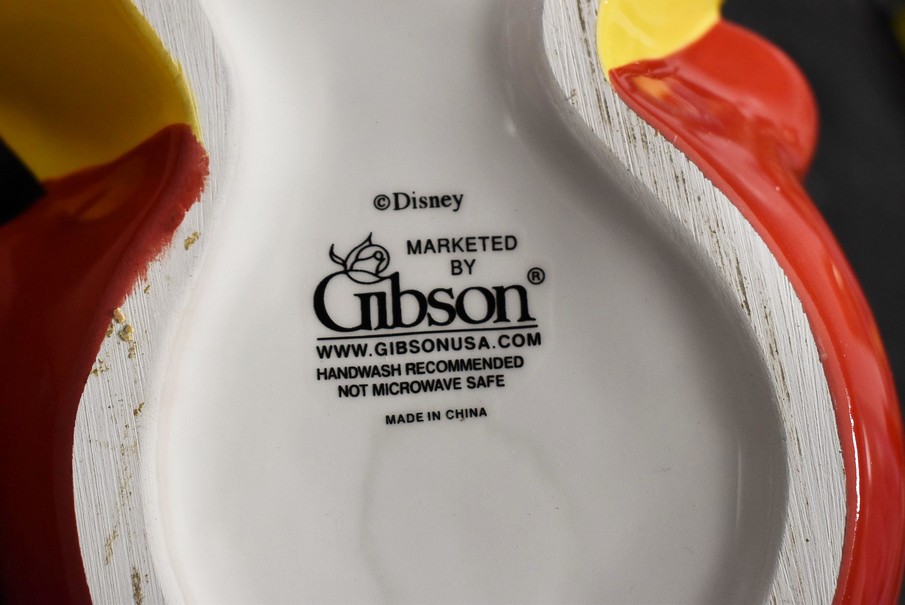 ©Disney
MARKETED
BY
Gibson®
WWW.GIBSONUSA.COM
HANDWASH RECOMMENDED
NOT MICROWAVE SAFE
MADE IN CHINA